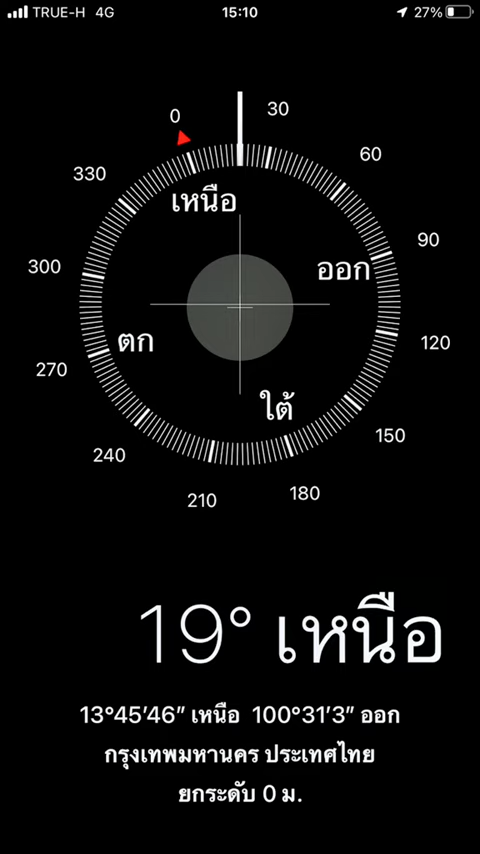 TRUE-H 4G 15:10 27%
0 30
330 60
เหนือ
300 ออก 90
ตก
270 120
ใต้
240 150
210 180
19° เหนือ
13°45′46″ เหนือ 100°31′3″ ออก
กรุงเทพมหานคร ประเทศไทย
ยกระดับ 0 ม.